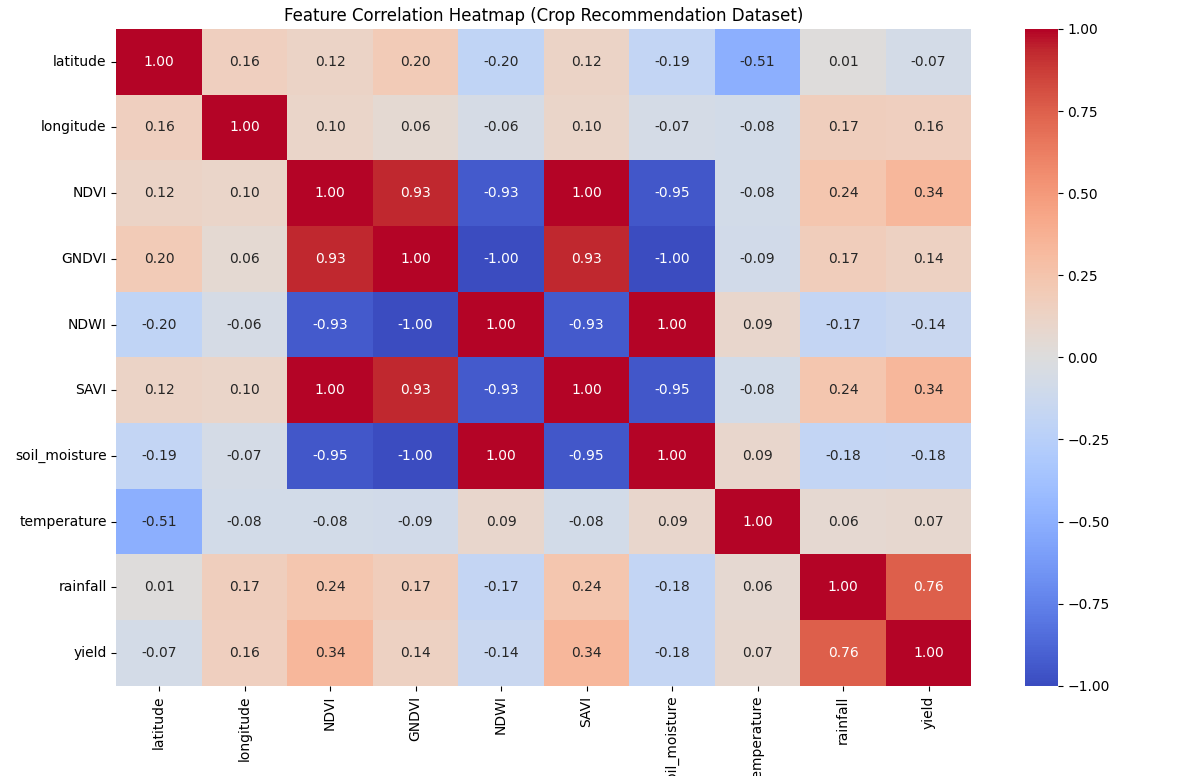 Feature Correlation Heatmap (Crop Recommendation Dataset)
latitude 1.00 0.16 0.12 0.20 -0.20 0.12 -0.19 -0.51 0.01 -0.07
longitude 0.16 1.00 0.10 0.06 -0.06 0.10 -0.07 -0.08 0.17 0.16
NDVI 0.12 0.10 1.00 0.93 -0.93 1.00 -0.95 -0.08 0.24 0.34
GNDVI 0.20 0.06 0.93 1.00 -1.00 0.93 -1.00 -0.09 0.17 0.14
NDWI -0.20 -0.06 -0.93 -1.00 1.00 -0.93 1.00 0.09 -0.17 -0.14
SAVI 0.12 0.10 1.00 0.93 -0.93 1.00 -0.95 -0.08 0.24 0.34
soil_moisture -0.19 -0.07 -0.95 -1.00 1.00 -0.95 1.00 0.09 -0.18 -0.18
temperature -0.51 -0.08 -0.08 -0.09 0.09 -0.08 0.09 1.00 0.06 0.07
rainfall 0.01 0.17 0.24 0.17 -0.17 0.24 -0.18 0.06 1.00 0.76
yield -0.07 0.16 0.34 0.14 -0.14 0.34 -0.18 0.07 0.76 1.00
latitude
longitude
NDVI
GNDVI
NDWI
SAVI
oil_moisture
emperature
rainfall
yield
1.00
0.75
0.50
0.25
0.00
−0.25
−0.50
−0.75
−1.00